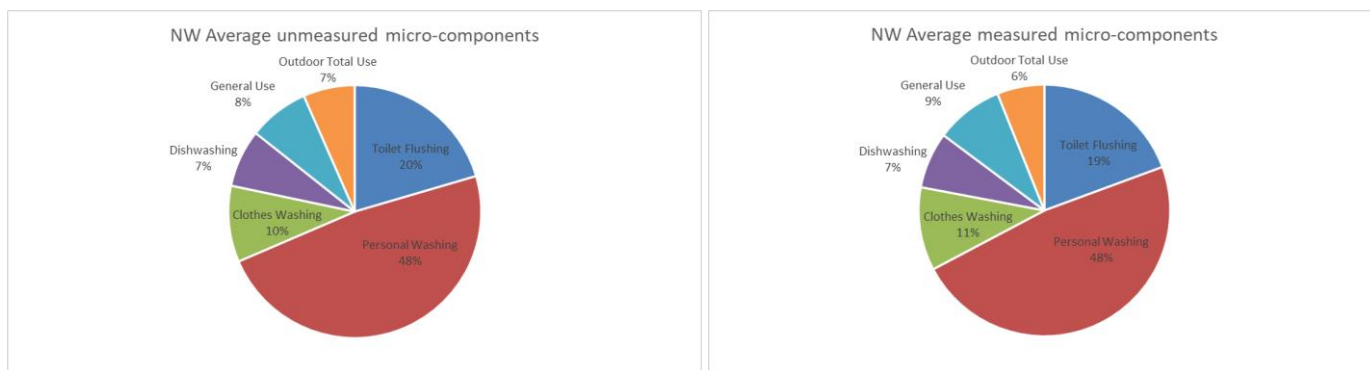 NW Average unmeasured micro-components
Outdoor Total Use
7%
General Use
8%
Dishwashing
7%
Clothes Washing
10%
Toilet Flushing
20%
Personal Washing
48%
NW Average measured micro-components
Outdoor Total Use
6%
General Use
9%
Dishwashing
7%
Clothes Washing
11%
Toilet Flushing
19%
Personal Washing
48%